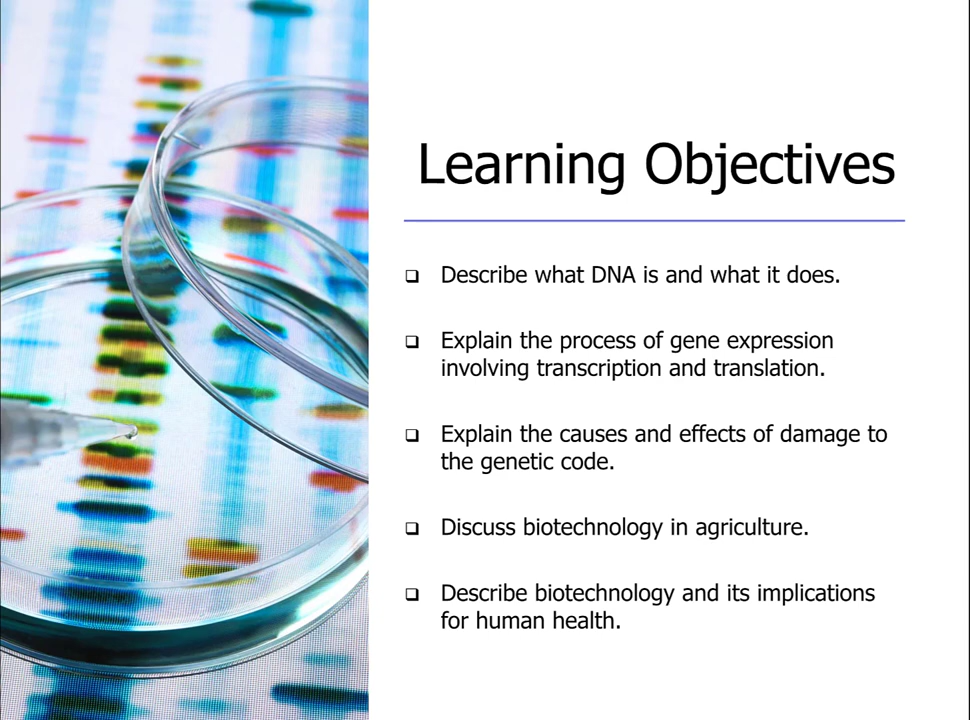 Learning Objectives
❑ Describe what DNA is and what it does.
❑ Explain the process of gene expression
involving transcription and translation.
❑ Explain the causes and effects of damage to
the genetic code.
❑ Discuss biotechnology in agriculture.
❑ Describe biotechnology and its implications
for human health.